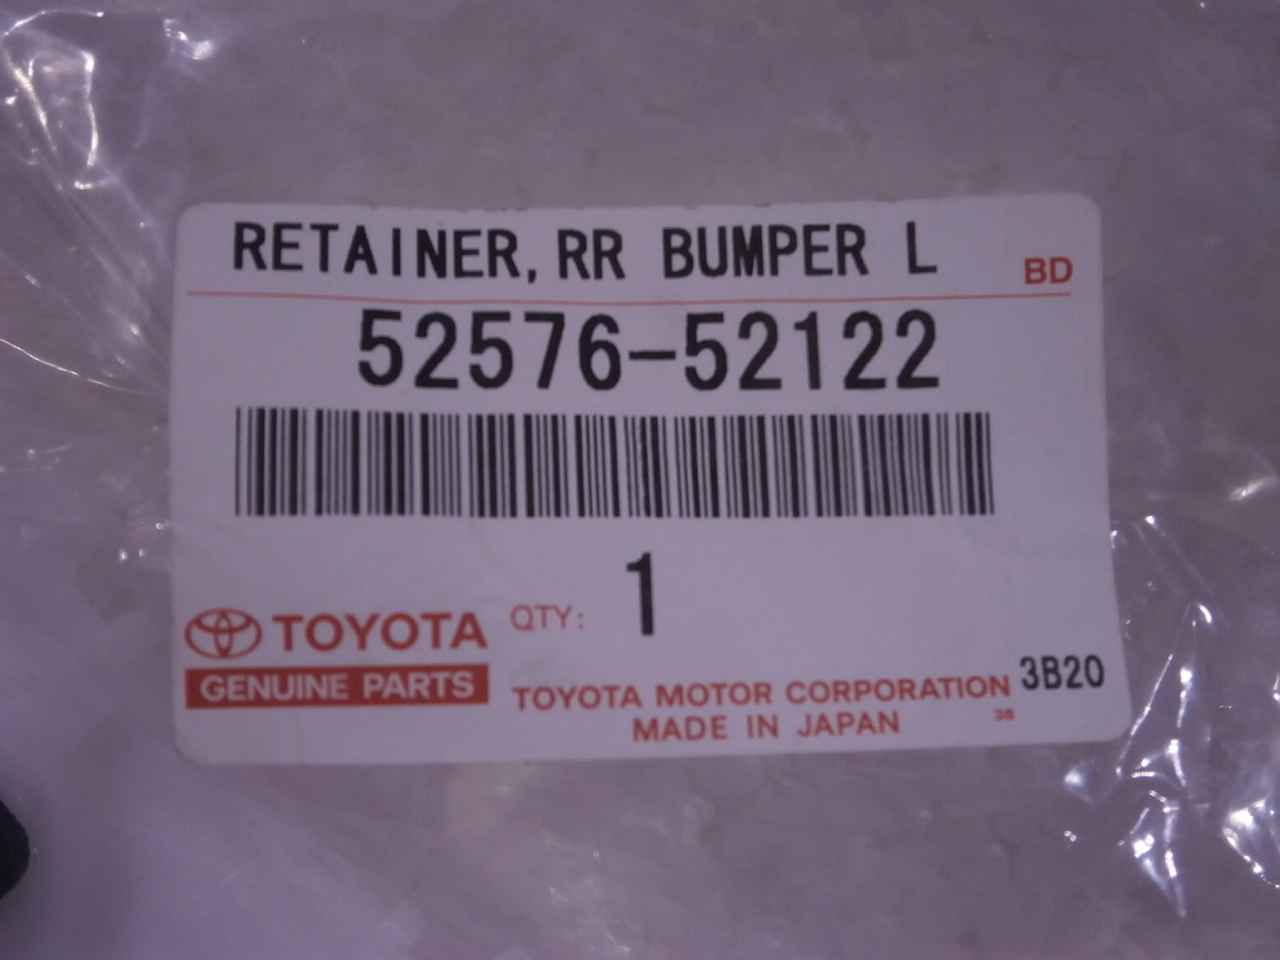 RETAINER, RR BUMPER L
BD
52576-52122
QTY: 1
TOYOTA
GENUINE PARTS
TOYOTA MOTOR CORPORATION
3B20
MADE IN JAPAN